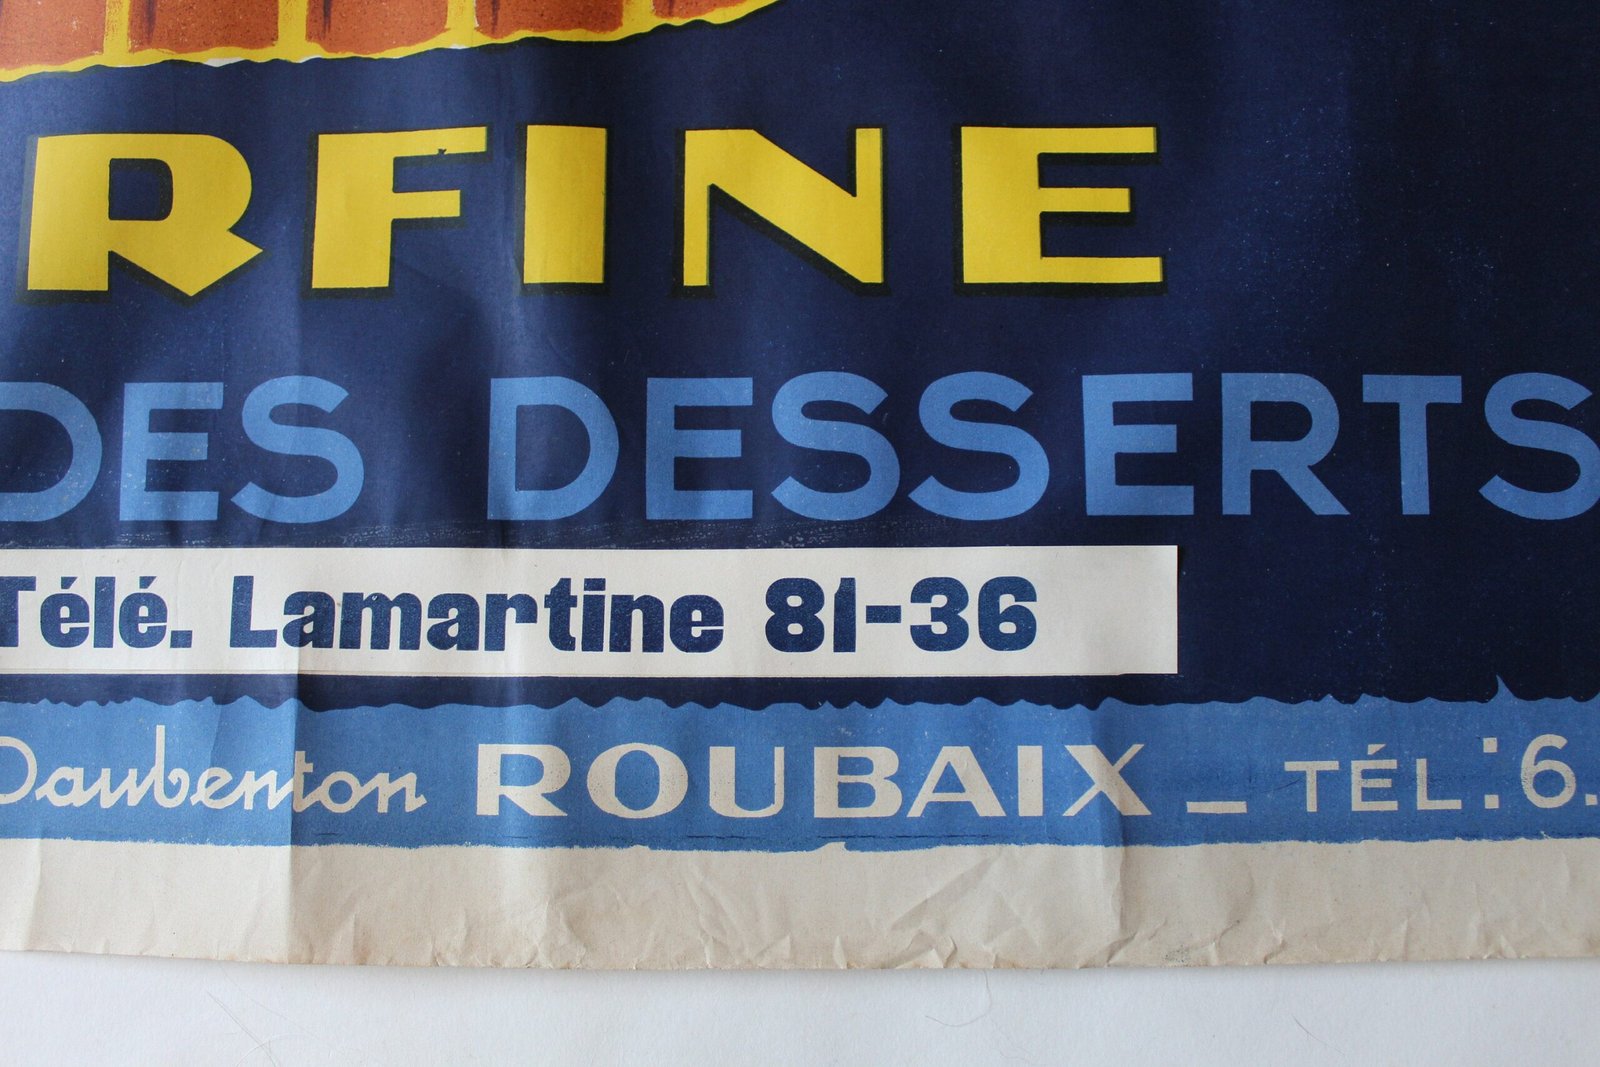 RFINE
DES DESSERTS
Télé. Lamartine 81-36
Daubenton ROUBAIX _ TÉL: 6.